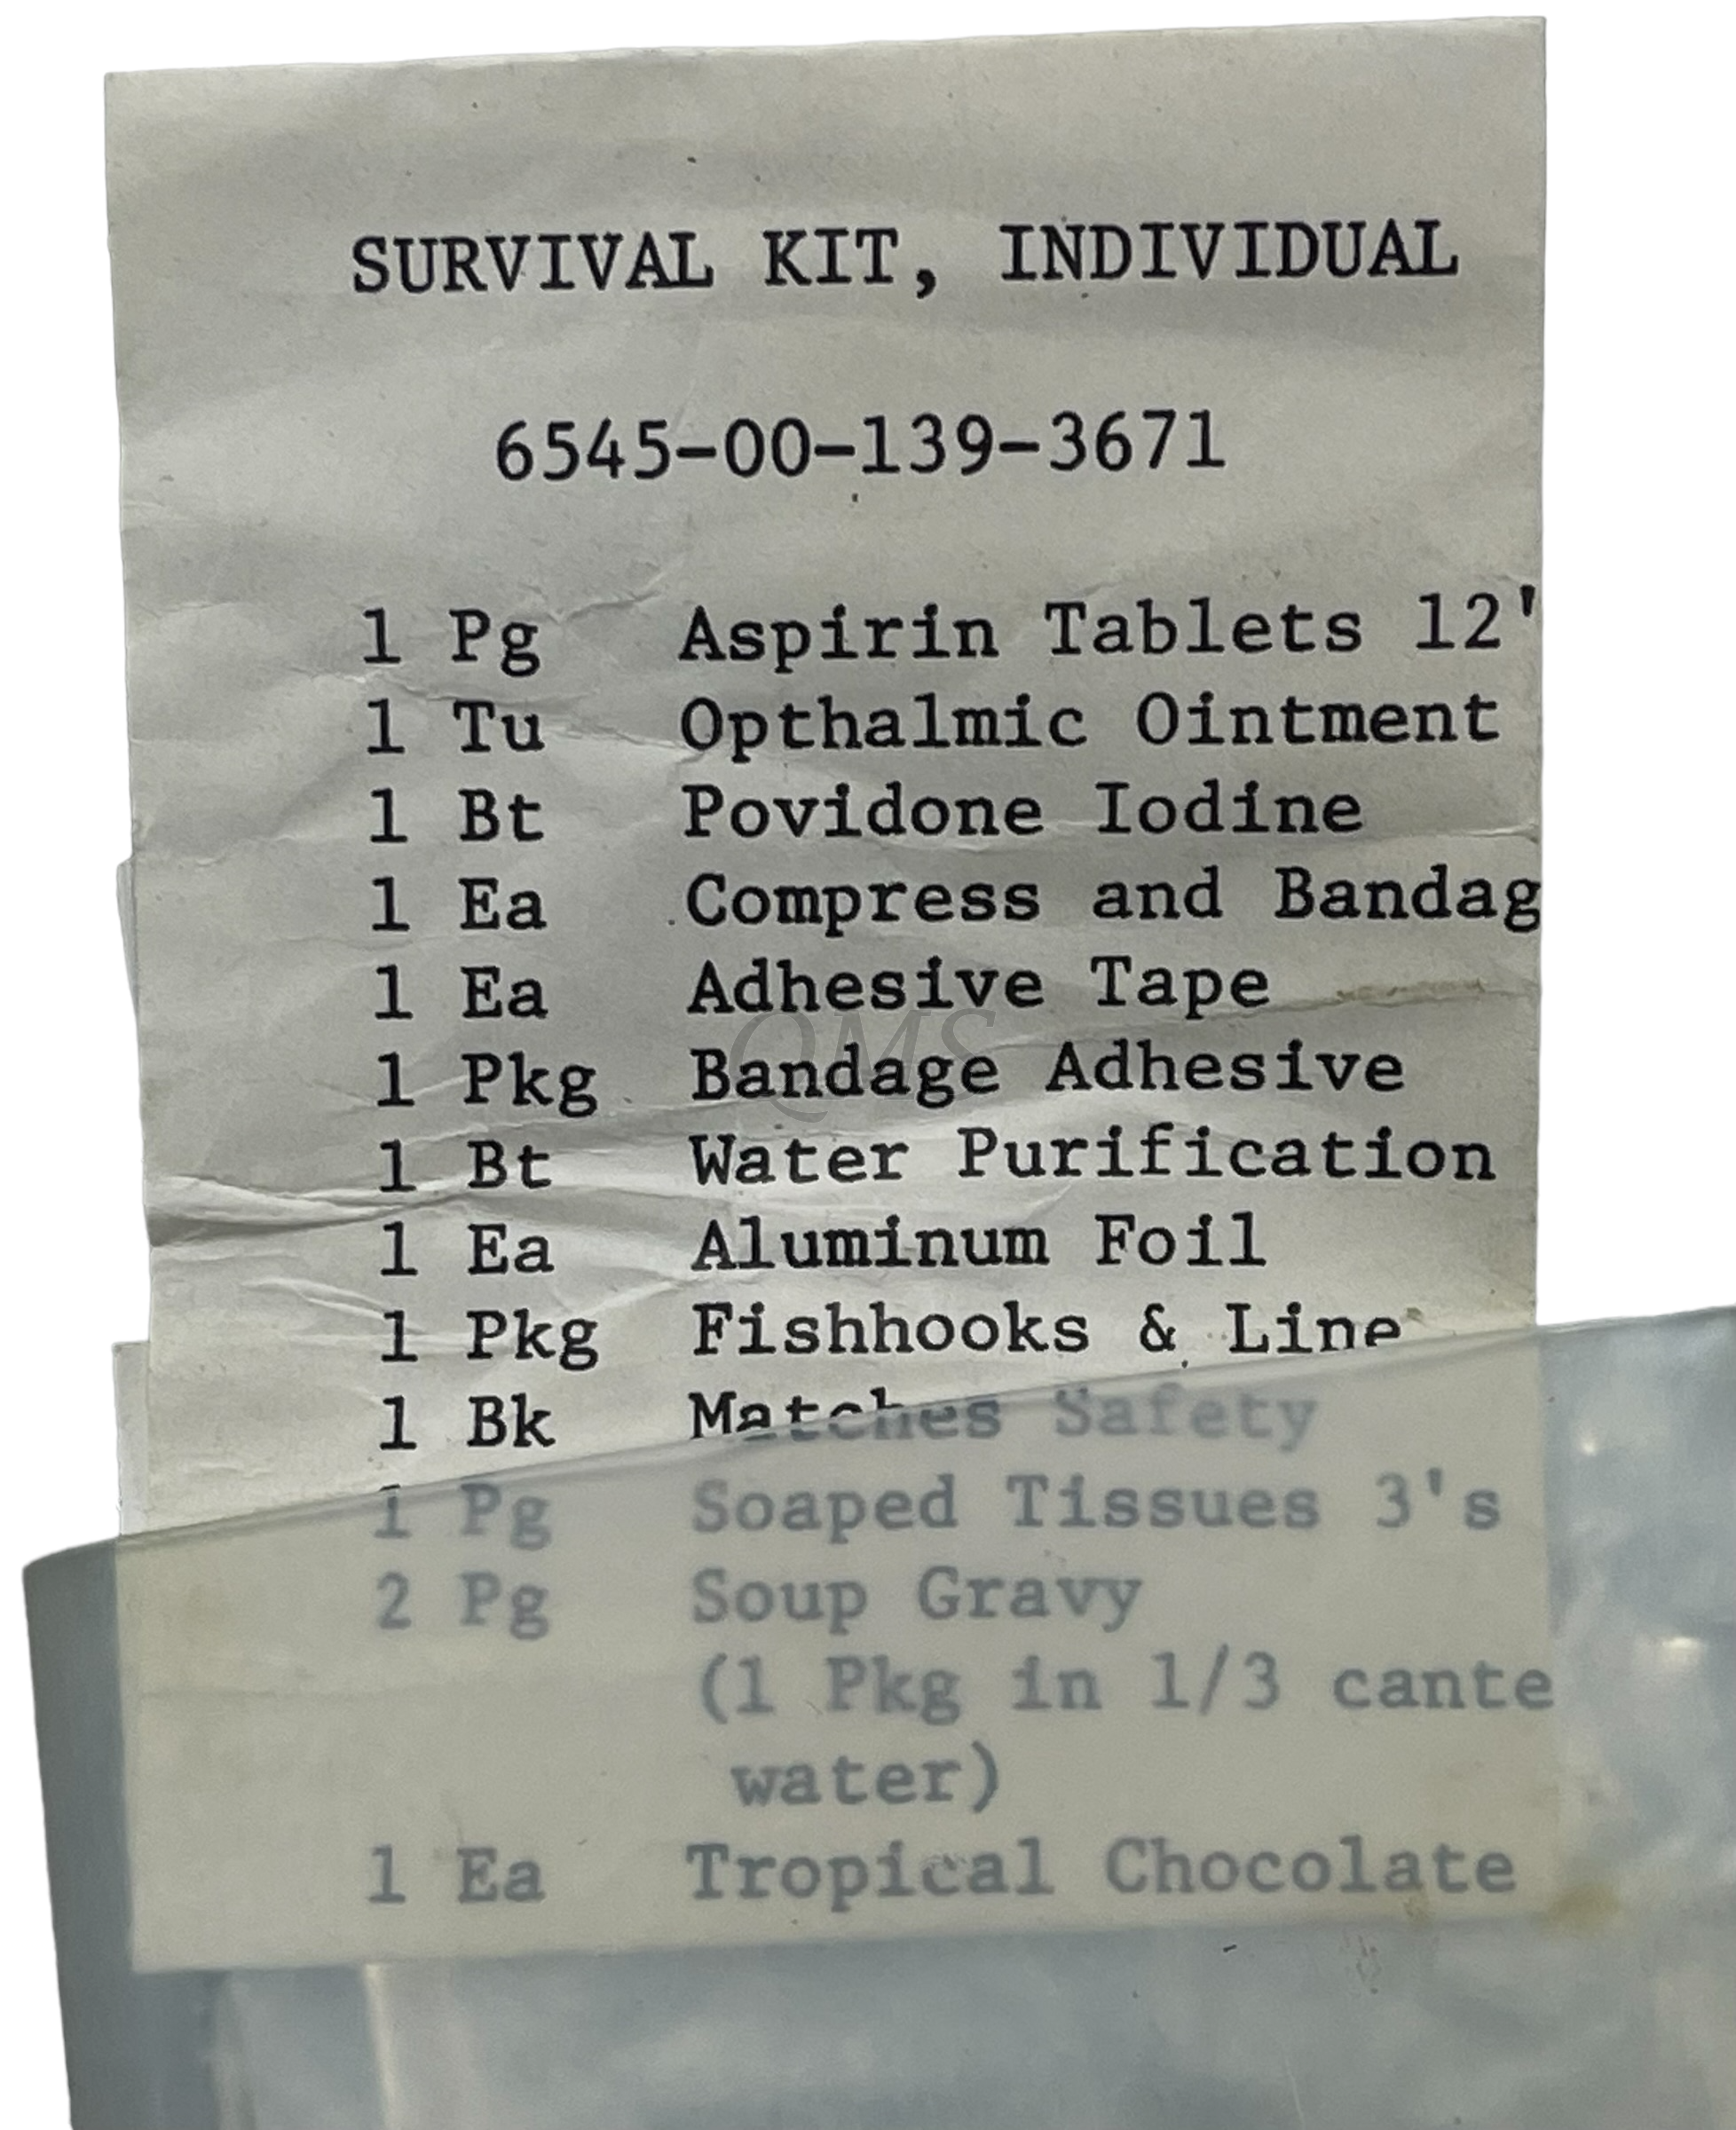 SURVIVAL KIT, INDIVIDUAL
6545-00-139-3671
1 Pg Aspirin Tablets 12'
1 Tu Opthalmic Ointment
1 Bt Povidone Iodine
1 Ea Compress and Bandag
1 Ea Adhesive Tape
1 Pkg Bandage Adhesive
QMS
1 Bt Water Purification
1 Ea Aluminum Foil
1 Pkg Fishhooks & Line
1 Bk Matches Safety
1 Pg Soaped Tissues 3's
2 Pg Soup Gravy
(1 Pkg in 1/3 cante
water)
1 Ea Tropical Chocolate